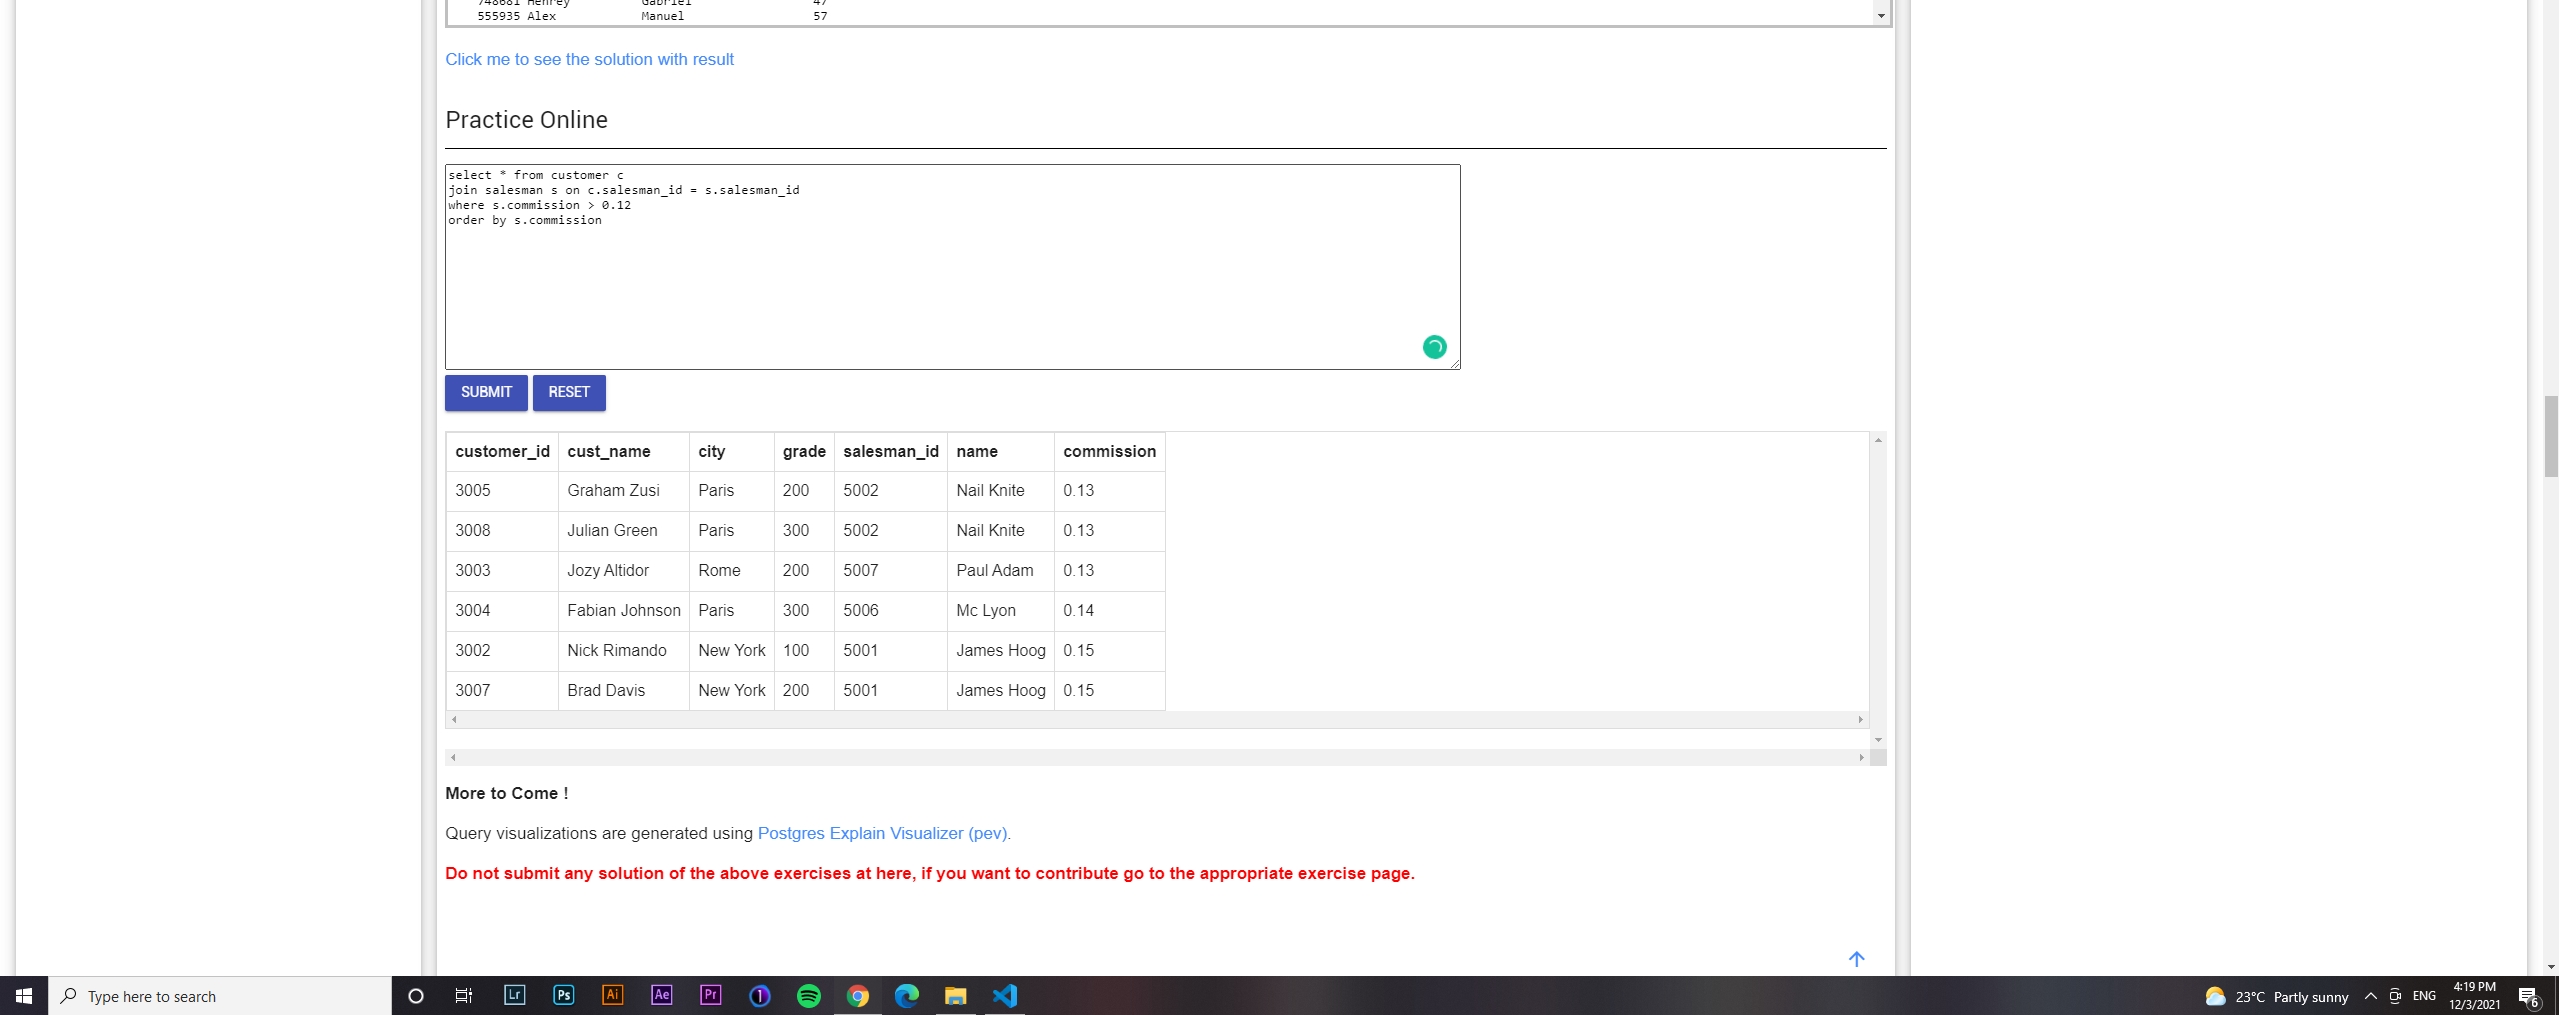 748681 Henrey Gabriel 47
555935 Alex Manuel 57
Click me to see the solution with result
Practice Online
select * from customer c
join salesman s on c.salesman_id = s.salesman_id
where s.commission > 0.12
order by s.commission
SUBMIT RESET
customer_id cust_name city grade salesman_id name commission
3005 Graham Zusi Paris 200 5002 Nail Knite 0.13
3008 Julian Green Paris 300 5002 Nail Knite 0.13
3003 Jozy Altidor Rome 200 5007 Paul Adam 0.13
3004 Fabian Johnson Paris 300 5006 Mc Lyon 0.14
3002 Nick Rimando New York 100 5001 James Hoog 0.15
3007 Brad Davis New York 200 5001 James Hoog 0.15
More to Come !
Query visualizations are generated using Postgres Explain Visualizer (pev).
Do not submit any solution of the above exercises at here, if you want to contribute go to the appropriate exercise page.
Type here to search
Lr Ps Ai Ae Pr 1
23°C Partly sunny
ENG
4:19 PM
12/3/2021
6